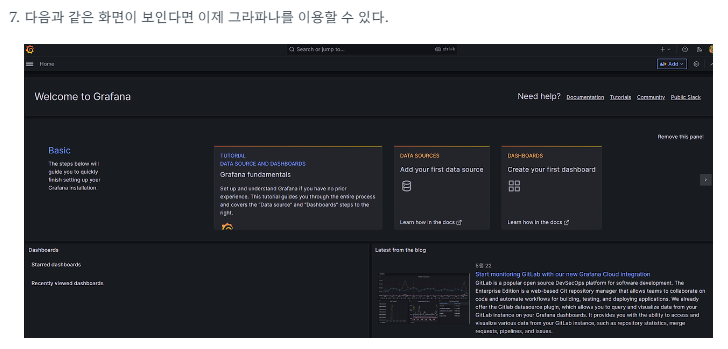 7. 다음과 같은 화면이 보인다면 이제 그라파나를 이용할 수 있다.
Search or jump to...
ctrl+k
Home
Add
Welcome to Grafana
Need help?
Documentation
Tutorials
Community
Public Slack
Remove this panel
Basic
The steps below will
guide you to quickly
finish setting up your
Grafana installation.
TUTORIAL
DATA SOURCE AND DASHBOARDS
Grafana fundamentals
Set up and understand Grafana if you have no prior
experience. This tutorial guides you through the entire process
and covers the "Data source" and "Dashboards" steps to the
right.
DATA SOURCES
Add your first data source
Learn how in the docs
DASHBOARDS
Create your first dashboard
Learn how in the docs
Dashboards
Starred dashboards
Recently viewed dashboards
Latest from the blog
22
Start monitoring GitLab with our new Grafana Cloud integration
GitLab is a popular open source DevSecOps platform for software development. The
Enterprise Edition is a web-based Git repository manager that allows teams to collaborate on
code and automate workflows for building, testing, and deploying applications. We already
offer the Gitlab datasource plugin, which allows you to query and visualize data from your
GitLab instance on your Grafana dashboards. It provides you with the ability to access and
visualize various data from your GitLab instance, such as repository statistics, merge
requests, pipelines, and issues.